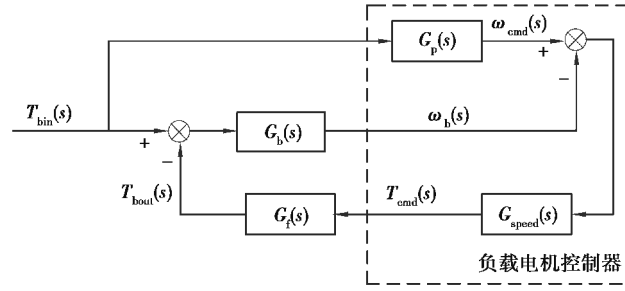 ω_cmd(s)
G_p(s)
+
−
T_bin(s)
+
G_b(s)
ω_b(s)
−
T_bout(s)
G_f(s)
T_cmd(s)
G_speed(s)
负载电机控制器